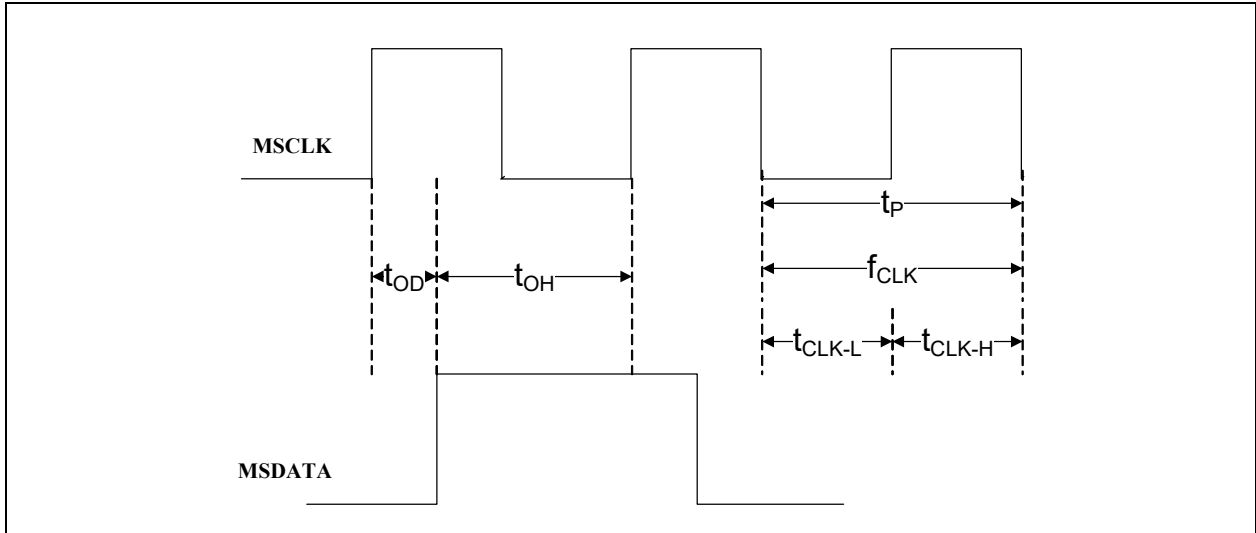 MSCLK
tP
tOD
tOH
fCLK
tCLK-L
tCLK-H
MSDATA